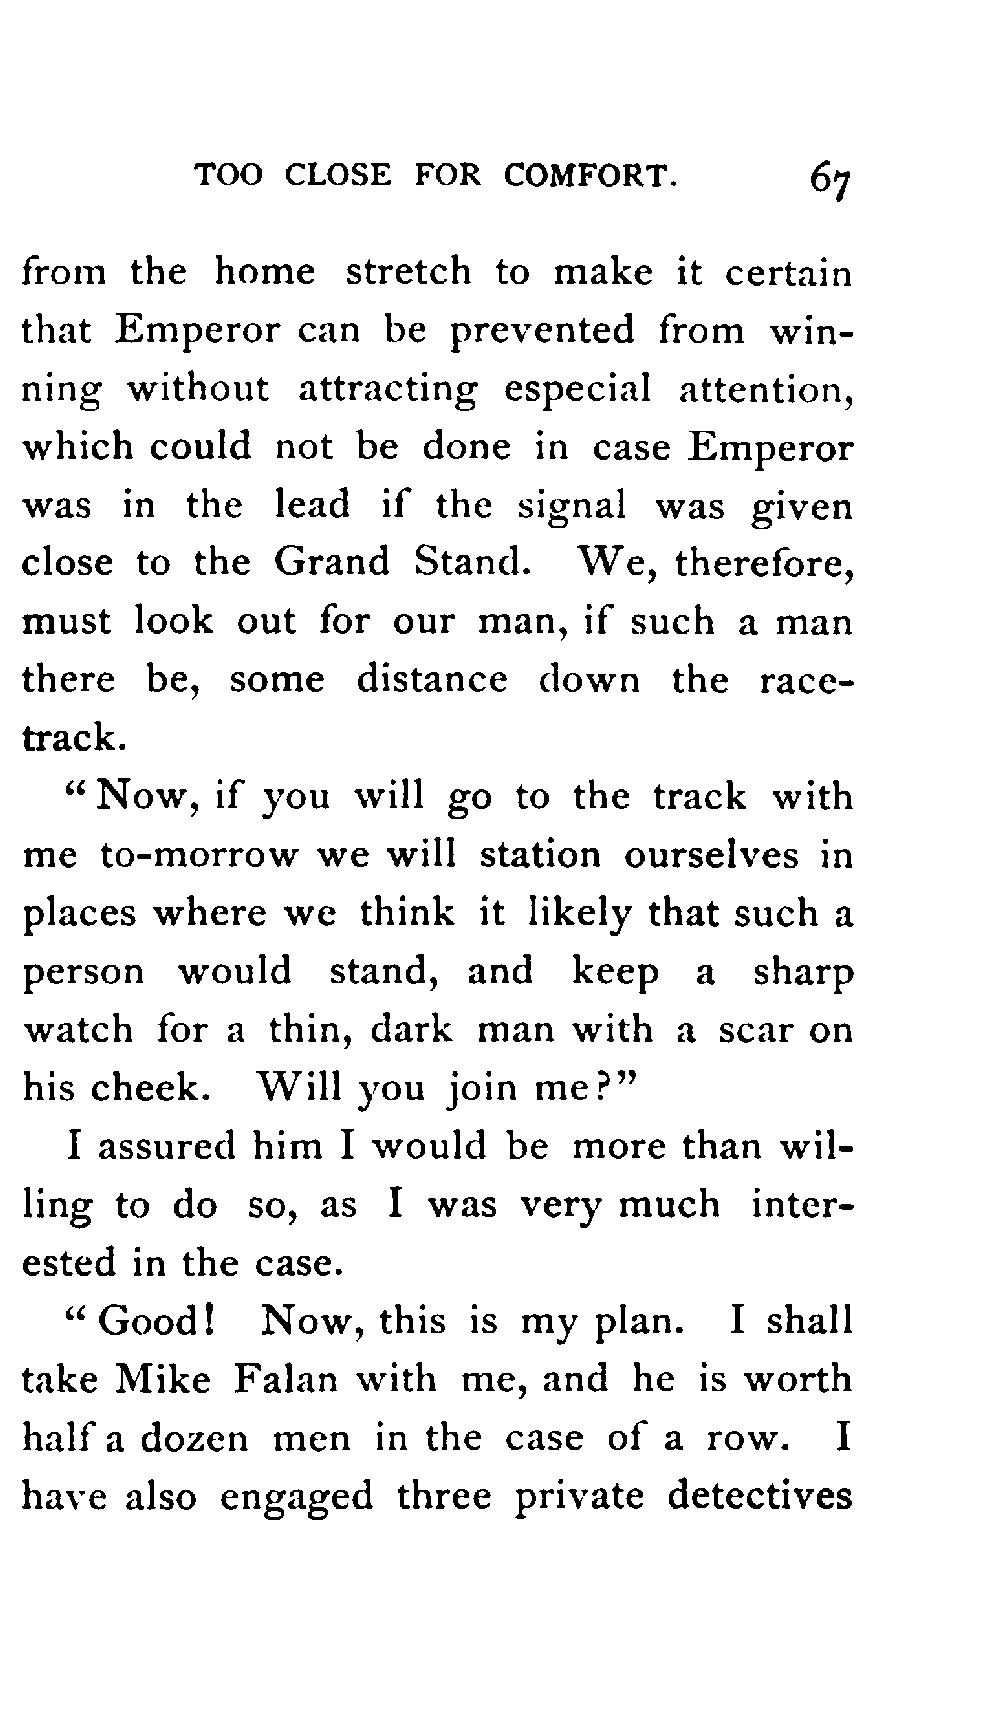 TOO CLOSE FOR COMFORT. 67
from the home stretch to make it certain
that Emperor can be prevented from win-
ning without attracting especial attention,
which could not be done in case Emperor
was in the lead if the signal was given
close to the Grand Stand. We, therefore,
must look out for our man, if such a man
there be, some distance down the race-
track.
“ Now, if you will go to the track with
me to-morrow we will station ourselves in
places where we think it likely that such a
person would stand, and keep a sharp
watch for a thin, dark man with a scar on
his cheek. Will you join me?”
I assured him I would be more than wil-
ling to do so, as I was very much inter-
ested in the case.
“ Good! Now, this is my plan. I shall
take Mike Falan with me, and he is worth
half a dozen men in the case of a row. I
have also engaged three private detectives